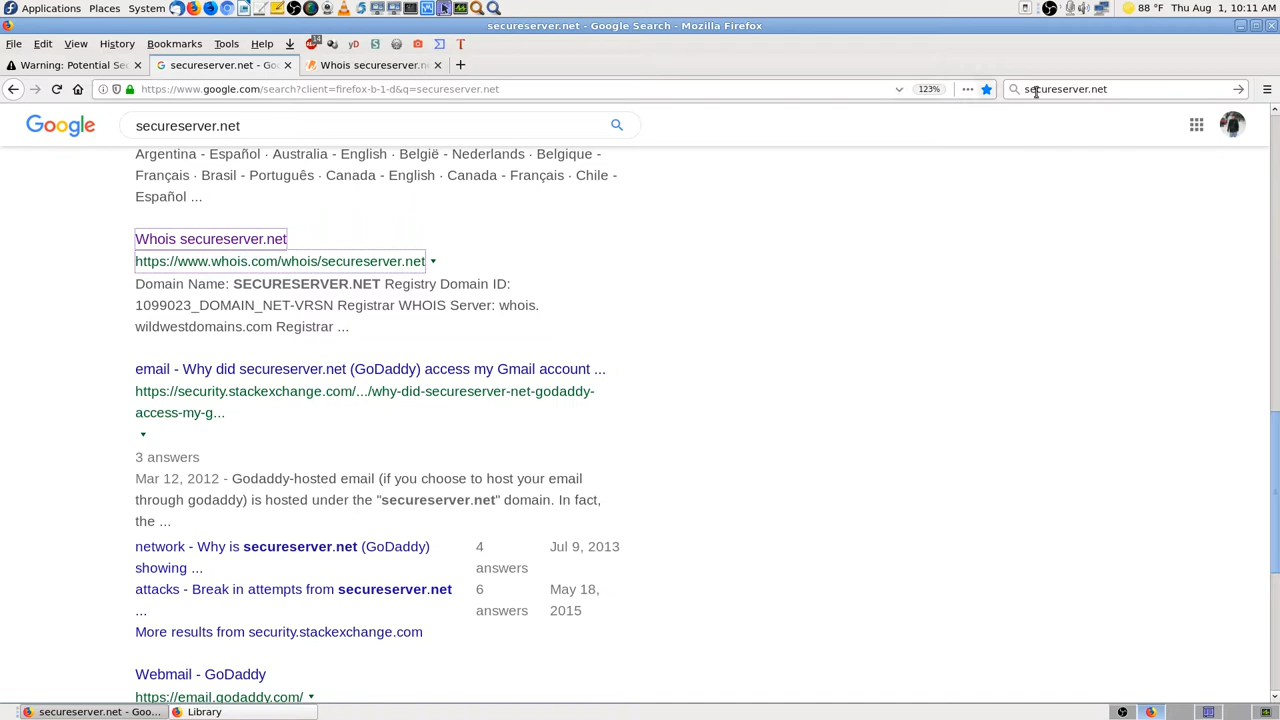 Applications Places System 88 °F Thu Aug 1, 10:11 AM
secureserver.net - Google Search - Mozilla Firefox
File Edit View History Bookmarks Tools Help
Warning: Potential Sec secureserver.net - Goo Whois secureserver.net
https://www.google.com/search?client=firefox-b-1-d&q=secureserver.net 123% secureserver.net
Google secureserver.net
Argentina - Español · Australia - English · België - Nederlands · Belgique -
Français · Brasil - Português · Canada - English · Canada - Français · Chile -
Español ...
Whois secureserver.net
https://www.whois.com/whois/secureserver.net
Domain Name: SECURESERVER.NET Registry Domain ID:
1099023_DOMAIN_NET-VRSN Registrar WHOIS Server: whois.
wildwestdomains.com Registrar ...
email - Why did secureserver.net (GoDaddy) access my Gmail account ...
https://security.stackexchange.com/.../why-did-secureserver-net-godaddy-
access-my-g...
3 answers
Mar 12, 2012 - Godaddy-hosted email (if you choose to host your email
through godaddy) is hosted under the "secureserver.net" domain. In fact,
the ...
network - Why is secureserver.net (GoDaddy) 4 Jul 9, 2013
showing ... answers
attacks - Break in attempts from secureserver.net 6 May 18,
... answers 2015
More results from security.stackexchange.com
Webmail - GoDaddy
https://email.godaddy.com/
secureserver.net - Goo... Library